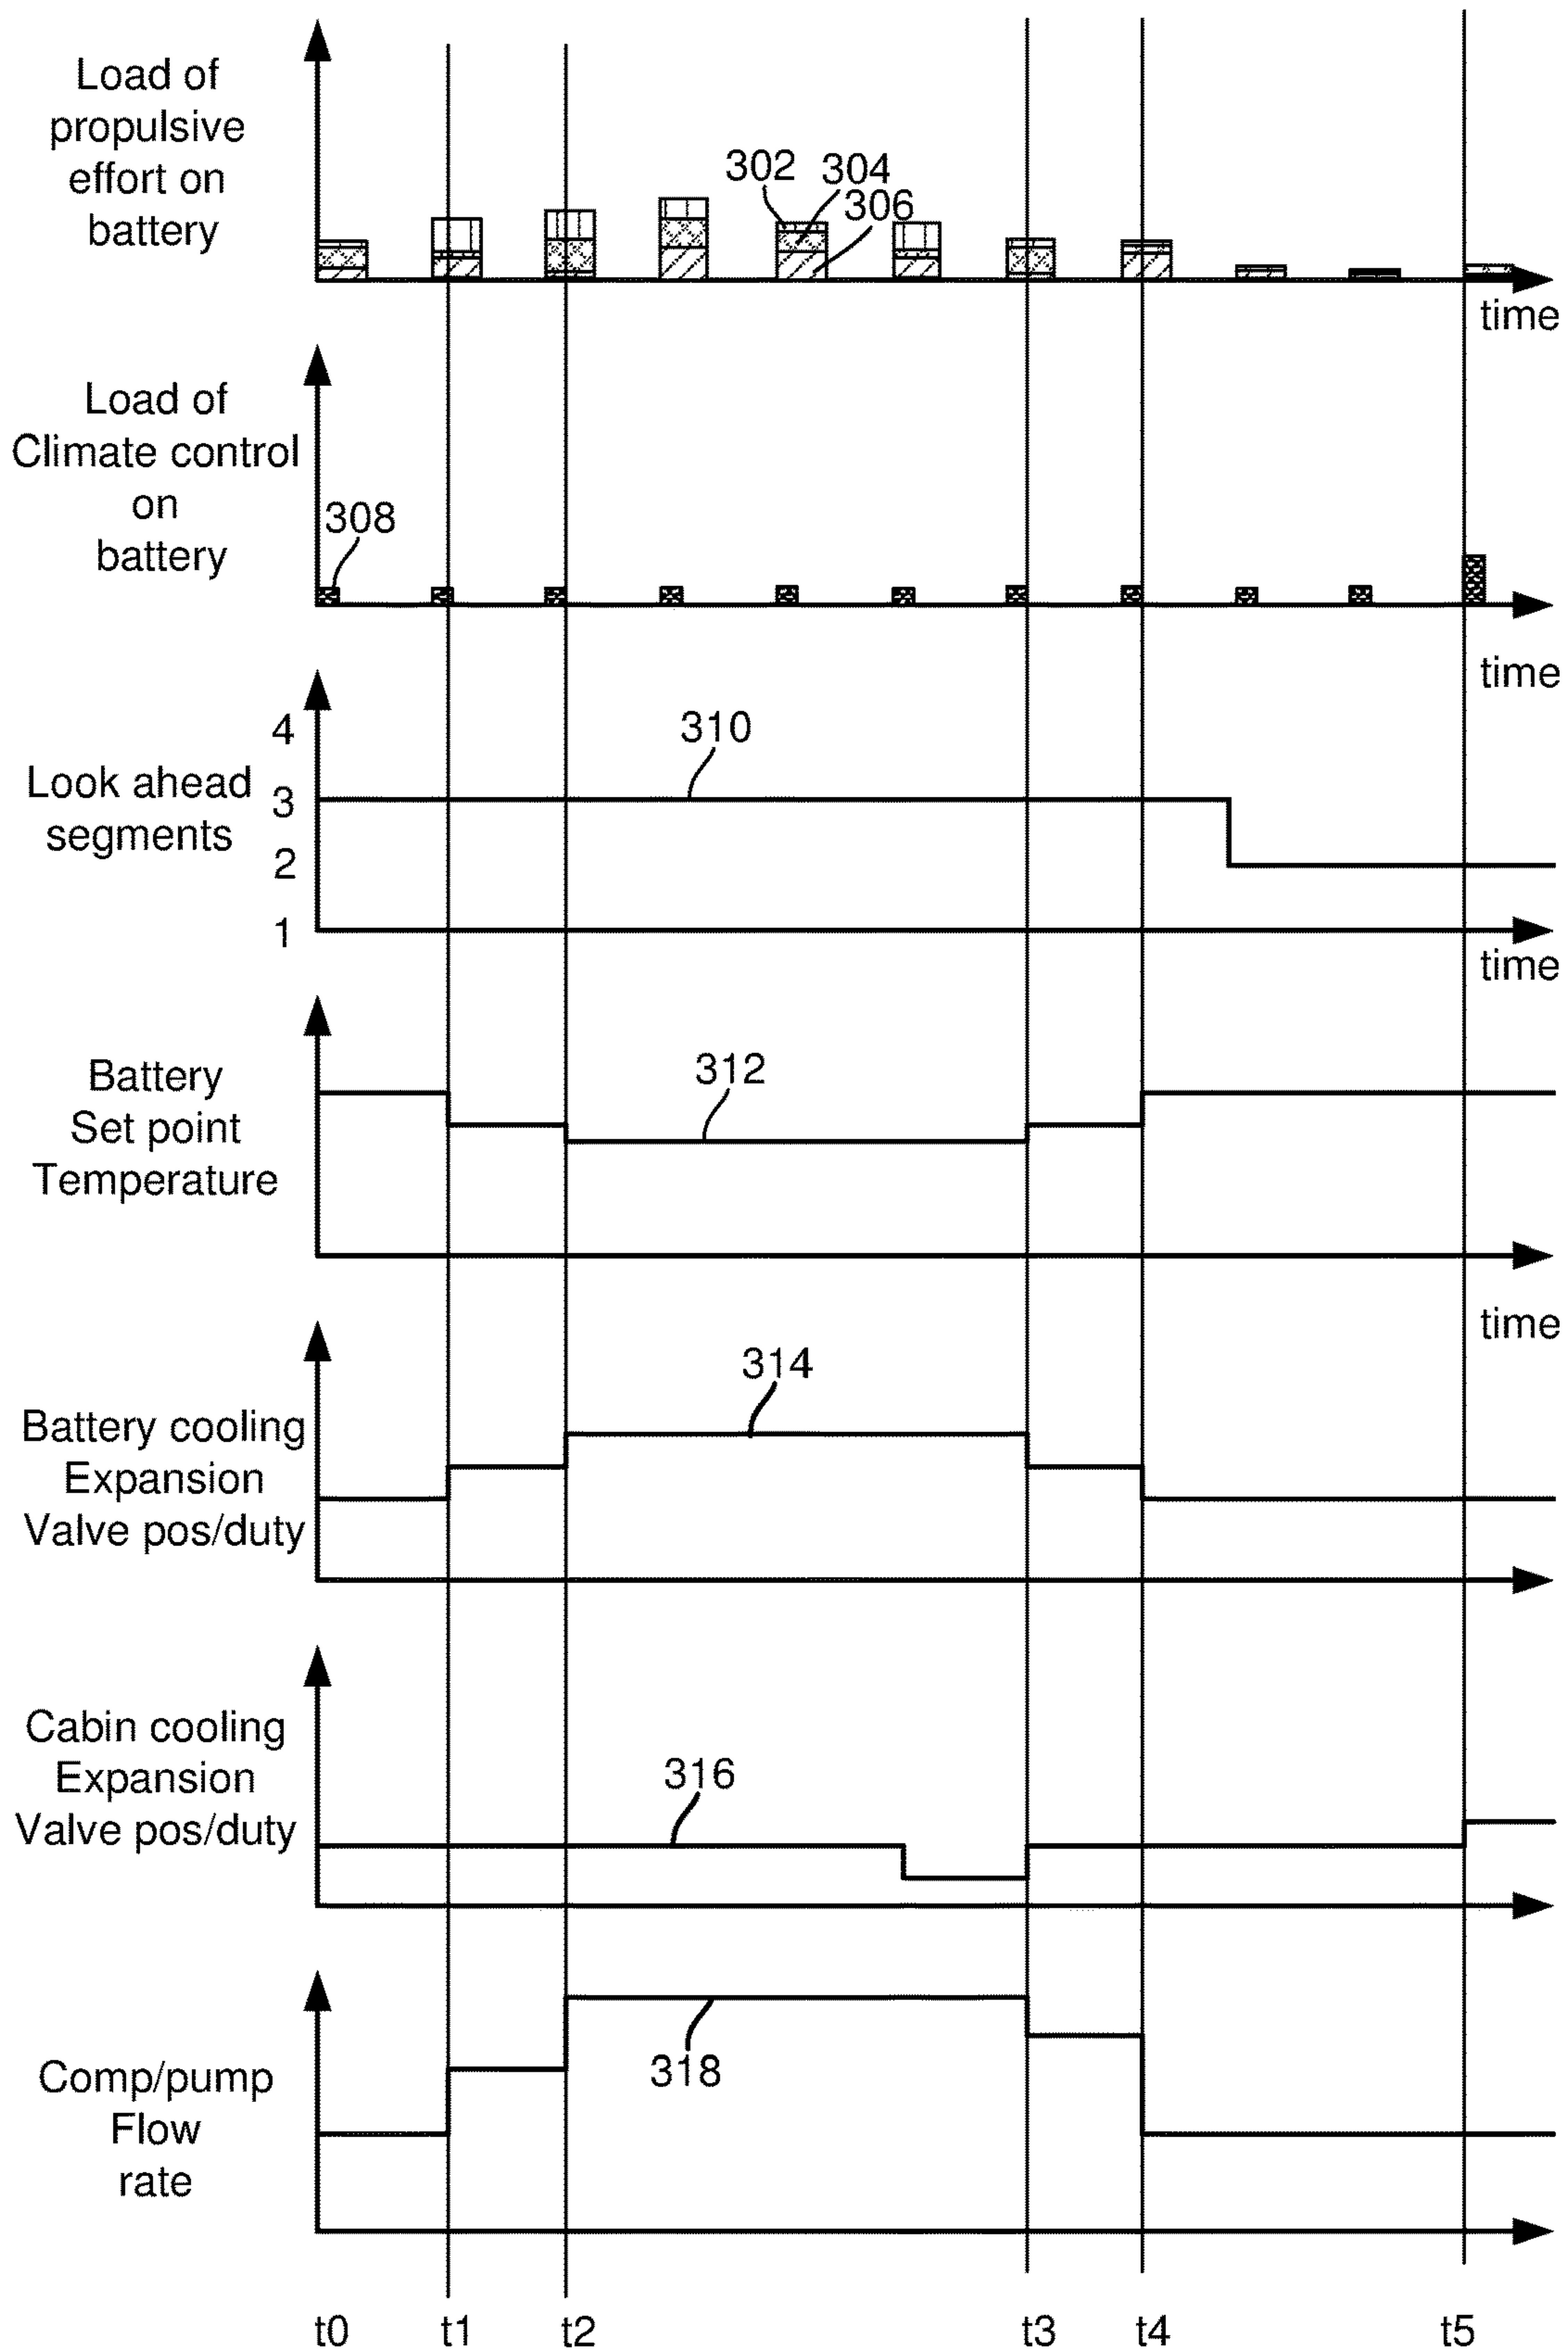 Load of
propulsive
effort on
battery
302
304
306
time
Load of
Climate control
on
battery
308
time
4
3
2
1
Look ahead
segments
310
time
Battery
Set point
Temperature
312
time
Battery cooling
Expansion
Valve pos/duty
314
Cabin cooling
Expansion
Valve pos/duty
316
Comp/pump
Flow
rate
318
t0 t1 t2 t3 t4 t5